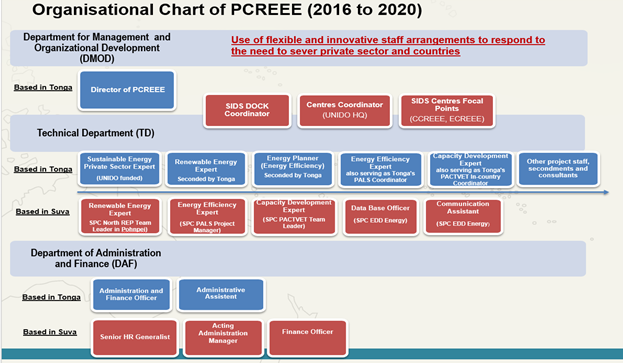 Organisational Chart of PCREEE (2016 to 2020)
Department for Management and
Organizational Development
(DMOD)
Use of flexible and innovative staff arrangements to respond to
the need to sever private sector and countries
Based in Tonga
Director of PCREEE
SIDS DOCK
Coordinator
Centres Coordinator
(UNIDO HQ)
SIDS Centres Focal
Points
(CCREEE, ECREEE)
Technical Department (TD)
Based in Tonga
Sustainable Energy
Private Sector Expert
(UNIDO funded)
Renewable Energy
Expert
Seconded by Tonga
Energy Planner
(Energy Efficiency)
Seconded by Tonga
Energy Efficiency
Expert
also serving as Tonga's
PALS Coordinator
Capacity Development
Expert
also serving as Tonga's
PACTVET In-country
Coordinator
Other project staff,
secondments and
consultants
Based in Suva
Renewable Energy
Expert
SPC North REP Team
Leader in Pohnpei)
Energy Efficiency
Expert
(SPC PALS Project
Manager)
Capacity Development
Expert
(SPC PACTVET Team
Leader)
Data Base Officer
(SPC EDD Energy)
Communication
Assistant
(SPC EDD Energy)
Department of Administration
and Finance (DAF)
Based in Tonga
Administration and
Finance Officer
Administrative
Assistant
Based in Suva
Senior HR Generalist
Acting
Administration
Manager
Finance Officer